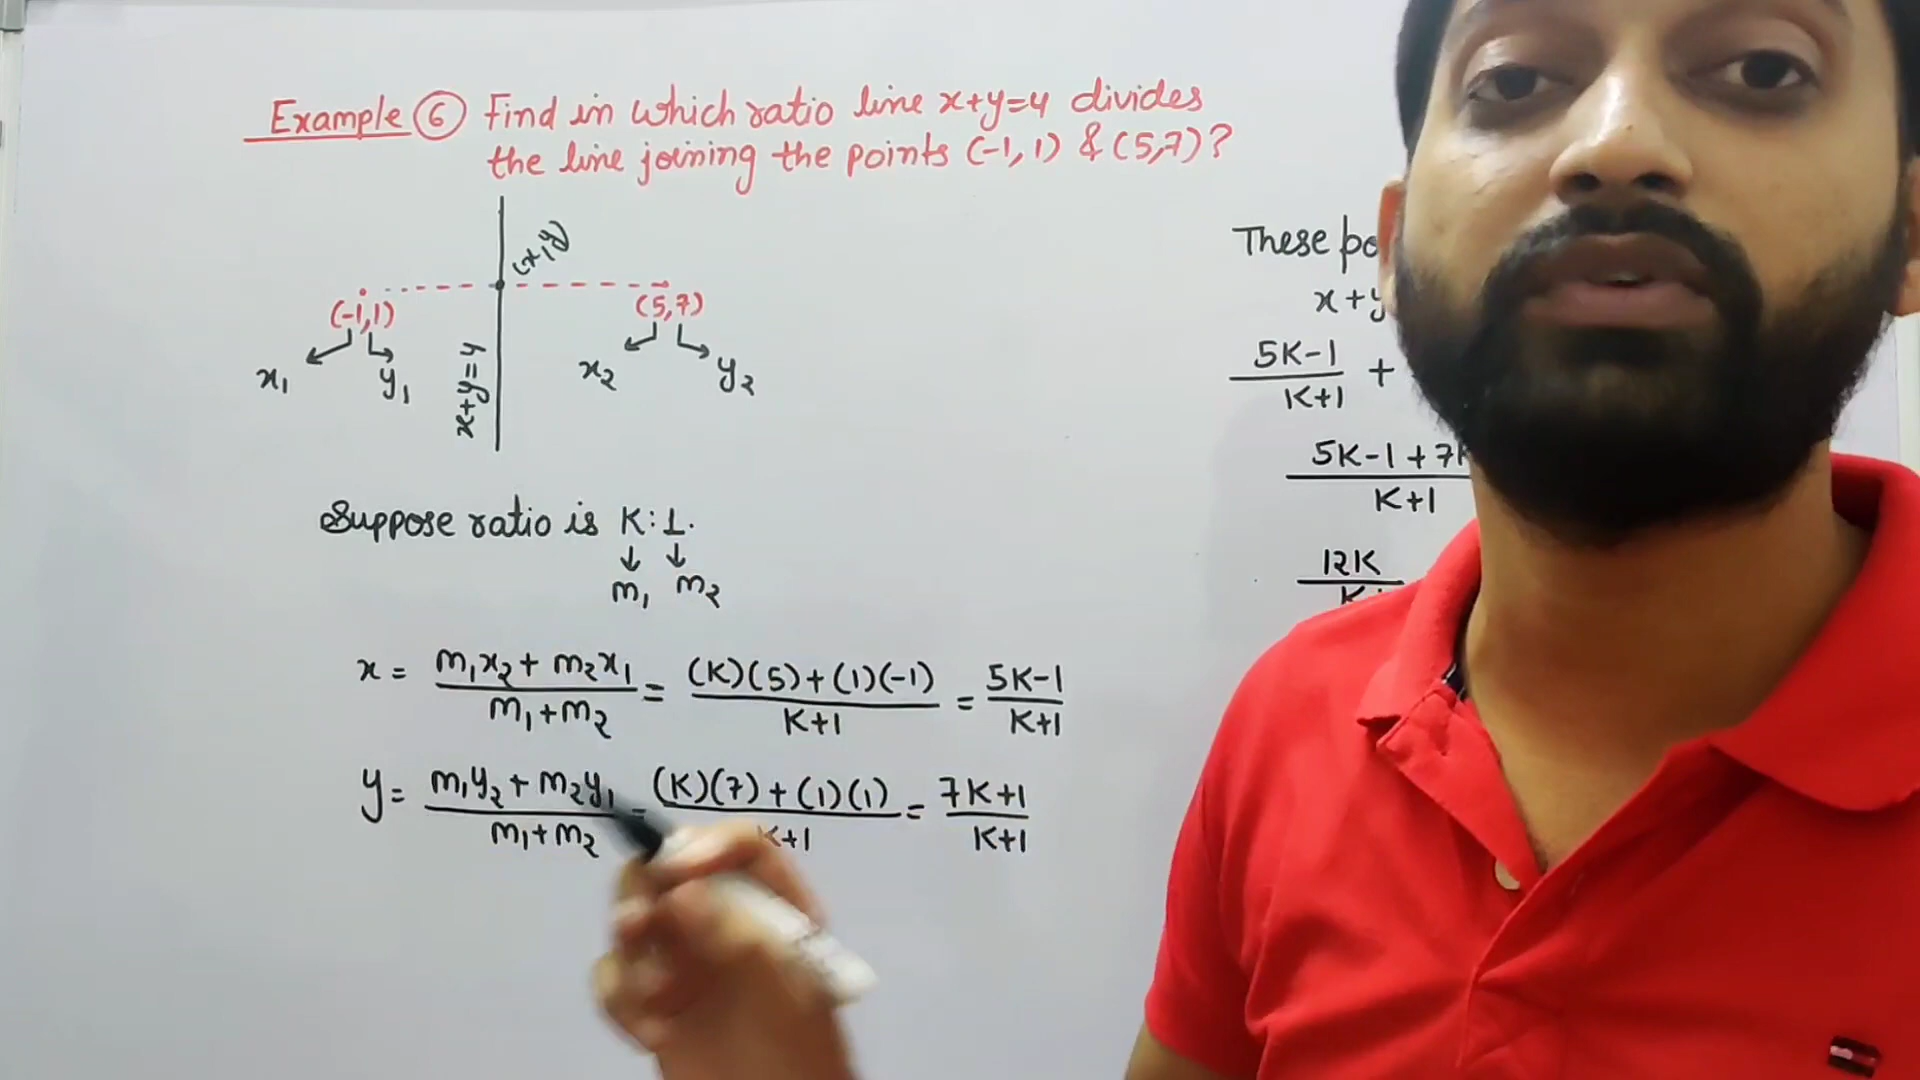 Example 6 Find in which ratio line x+y=4 divides
the line joining the points (-1, 1) & (5,7)?
(x,y)
(-1,1)
(5,7)
x₁
y₁
x+y=4
x₂
y₂
Suppose ratio is K:1.
↓ ↓
m₁ m₂
x = (m₁x₂ + m₂x₁)/(m₁+m₂) = ((K)(5)+(1)(-1))/(K+1) = (5K-1)/(K+1)
y = (m₁y₂ + m₂y₁)/(m₁+m₂) = ((K)(7)+(1)(1))/(K+1) = (7K+1)/(K+1)
These
x+y
(5K-1)/(K+1) +
5K-1+7K
K+1
12K